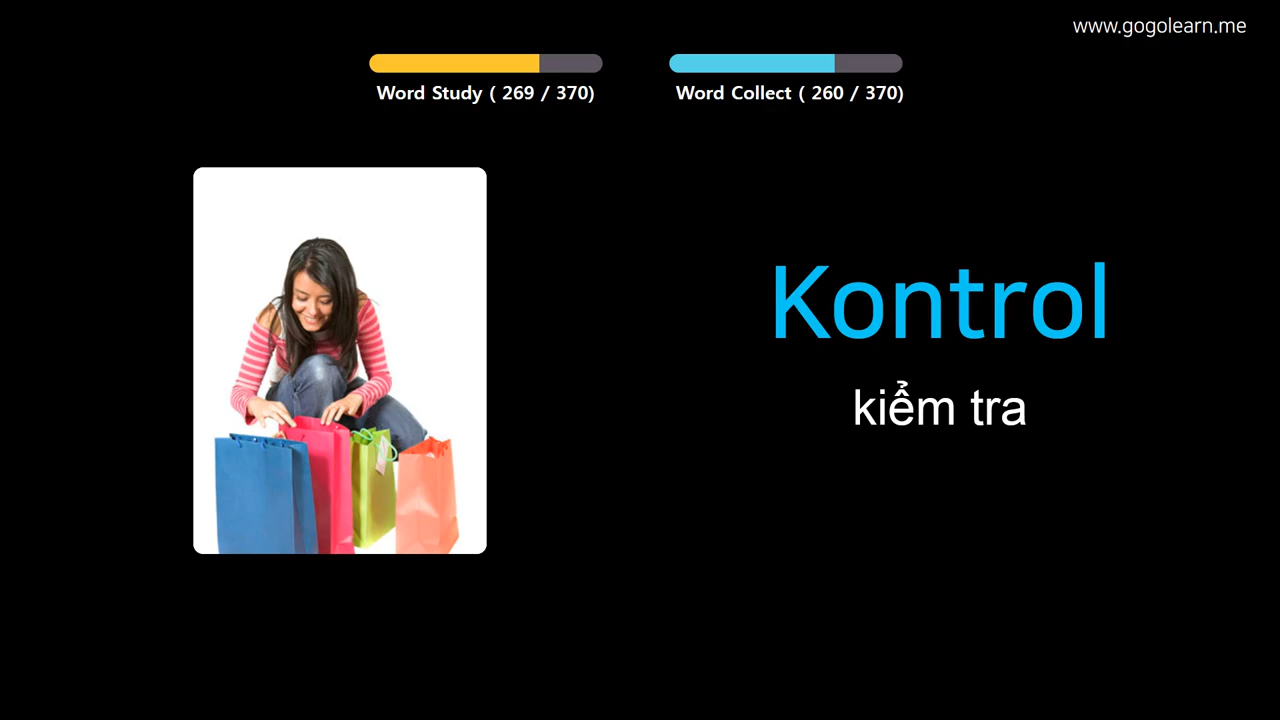 www.gogolearn.me
Word Study ( 269 / 370)
Word Collect ( 260 / 370)
Kontrol
kiểm tra